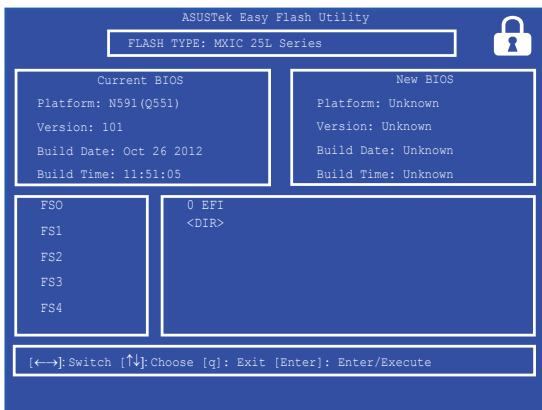 ASUSTek Easy Flash Utility
FLASH TYPE: MXIC 25L Series
Current BIOS
Platform: N591(Q551)
Version: 101
Build Date: Oct 26 2012
Build Time: 11:51:05
New BIOS
Platform: Unknown
Version: Unknown
Build Date: Unknown
Build Time: Unknown
FSO
FS1
FS2
FS3
FS4
0 EFI
<DIR>
[←→]: Switch [↑↓]: Choose [q]: Exit [Enter]: Enter/Execute